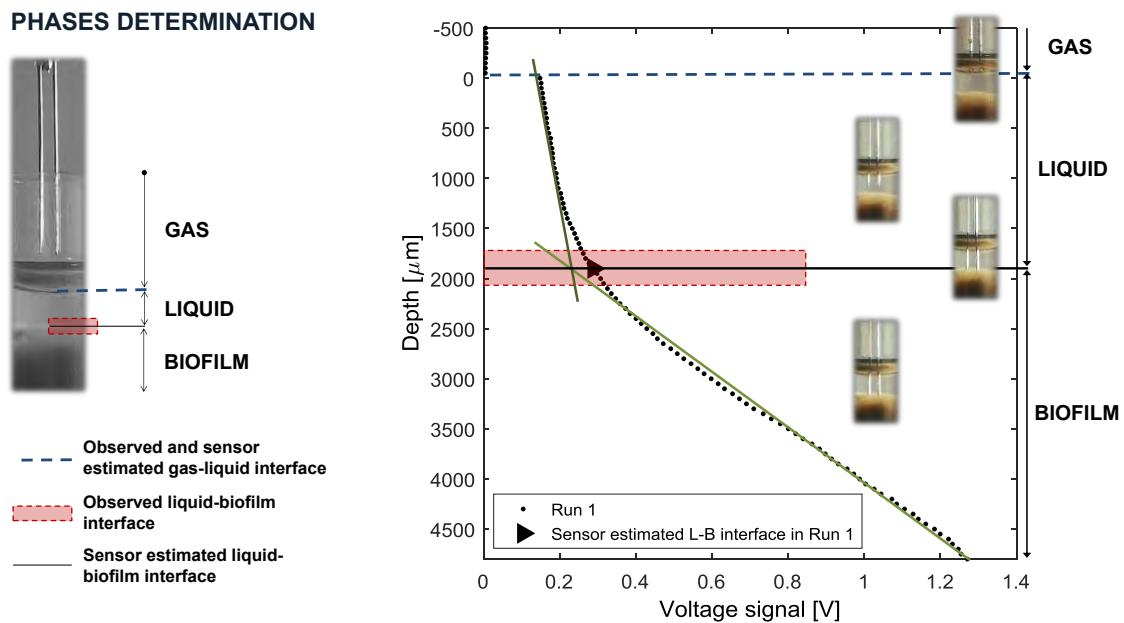 PHASES DETERMINATION
GAS
LIQUID
BIOFILM
Observed and sensor
estimated gas-liquid interface
Observed liquid-biofilm
interface
Sensor estimated liquid-
biofilm interface
Depth [μm]
-500
0
500
1000
1500
2000
2500
3000
3500
4000
4500
Run 1
Sensor estimated L-B interface in Run 1
0
0.2
0.4
0.6
0.8
1
1.2
1.4
Voltage signal [V]
GAS
LIQUID
BIOFILM